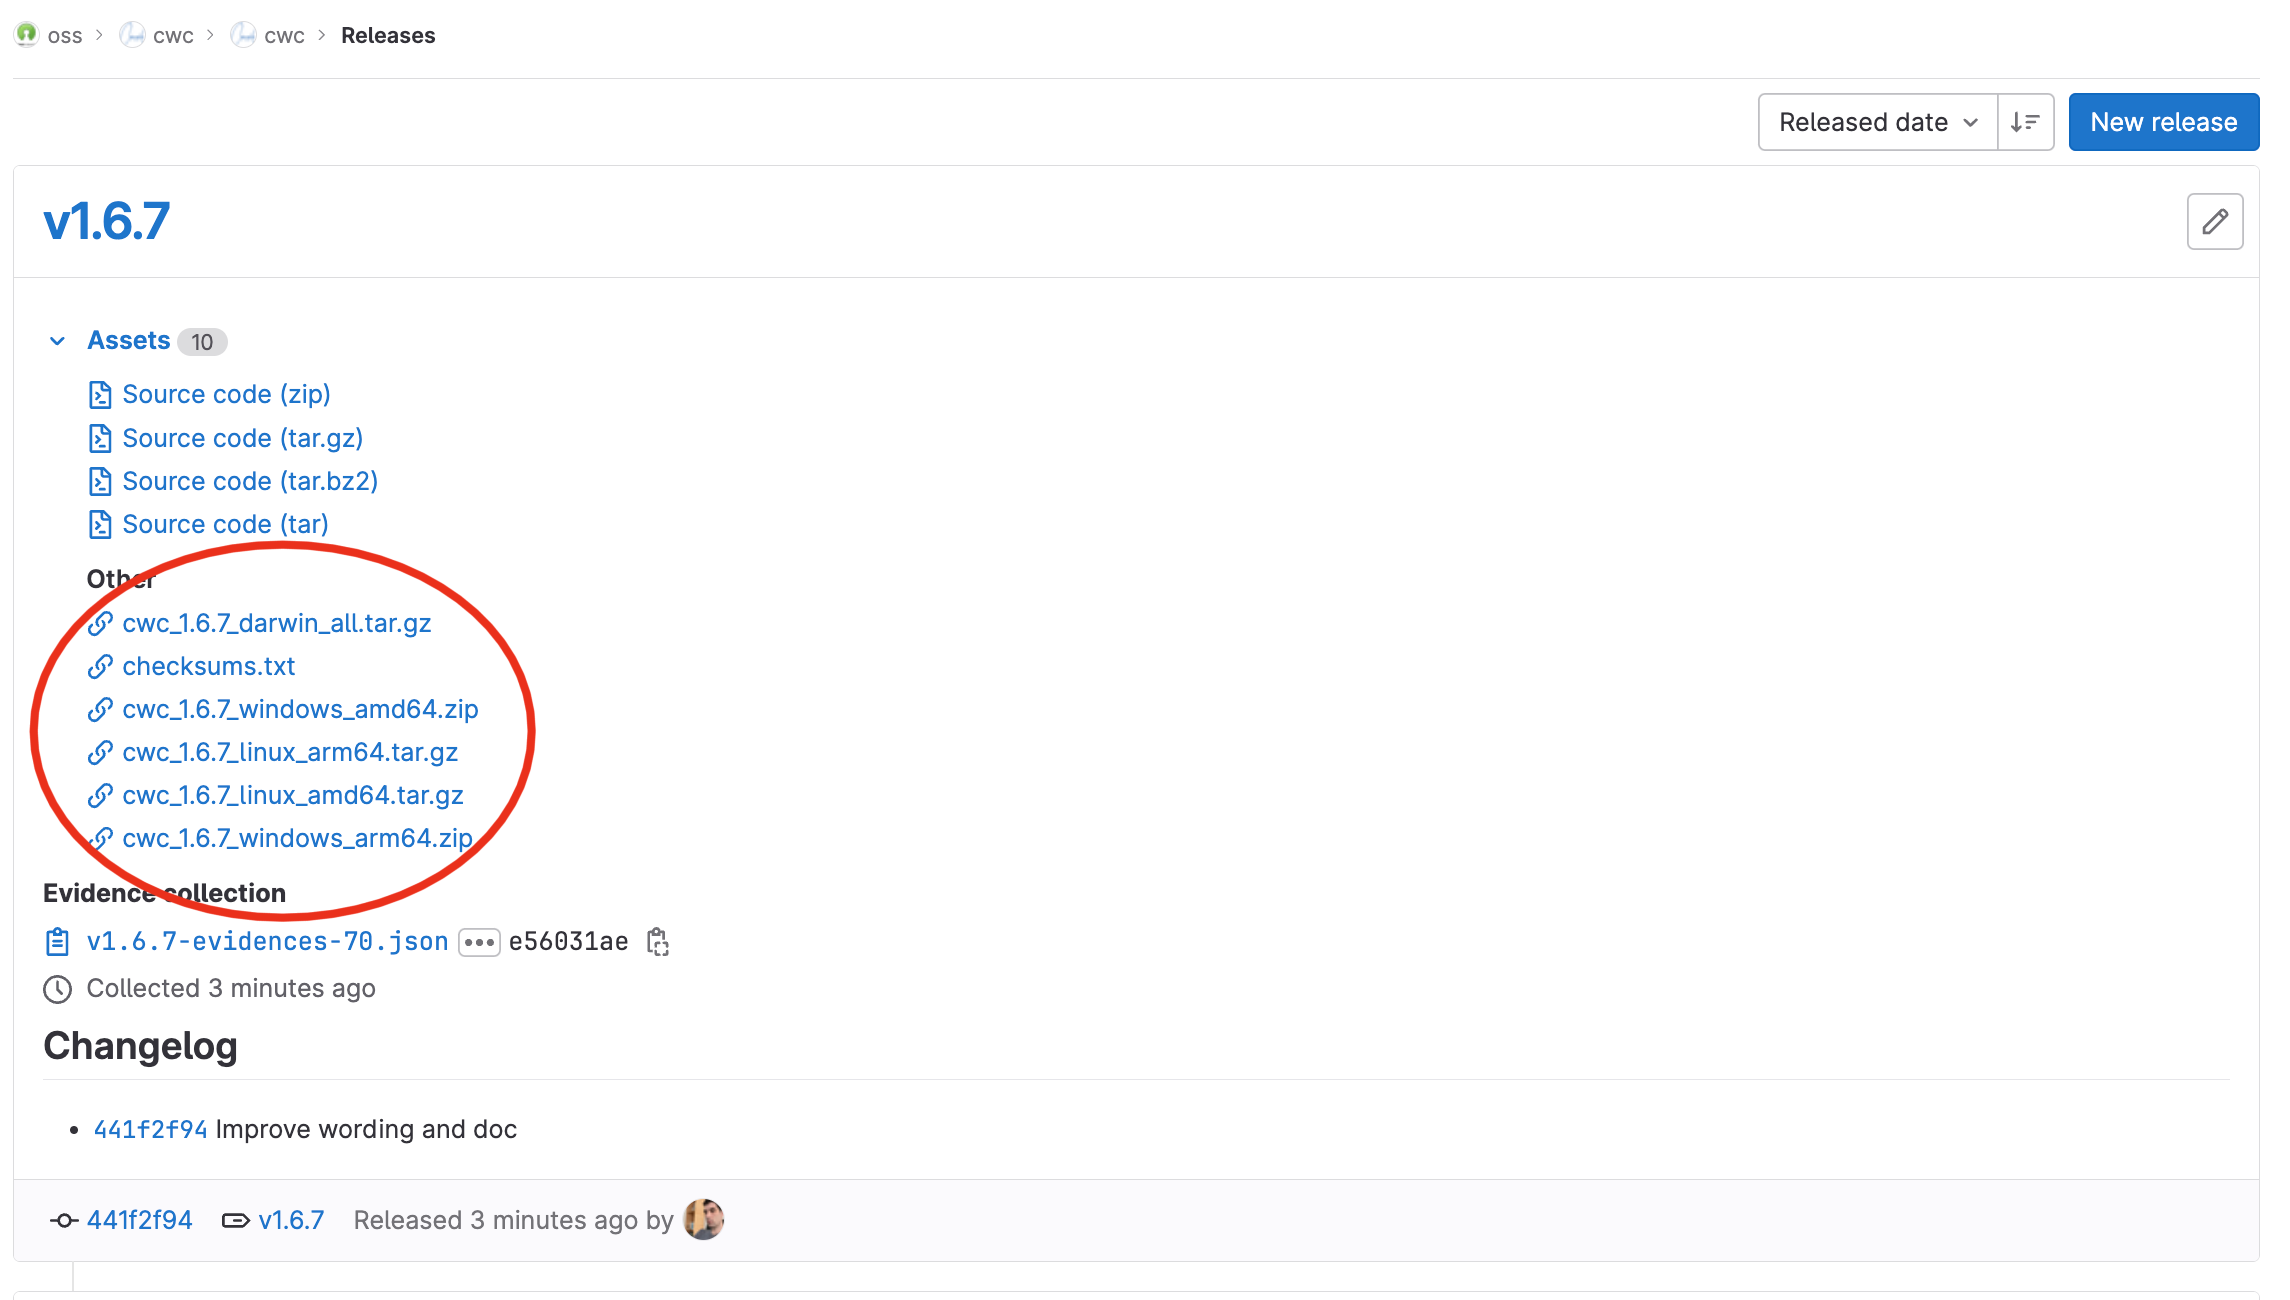 oss > cwc > cwc > Releases
Released date
New release
v1.6.7
Assets 10
Source code (zip)
Source code (tar.gz)
Source code (tar.bz2)
Source code (tar)
Other
cwc_1.6.7_darwin_all.tar.gz
checksums.txt
cwc_1.6.7_windows_amd64.zip
cwc_1.6.7_linux_arm64.tar.gz
cwc_1.6.7_linux_amd64.tar.gz
cwc_1.6.7_windows_arm64.zip
Evidence collection
v1.6.7-evidences-70.json ••• e56031ae
Collected 3 minutes ago
Changelog
• 441f2f94 Improve wording and doc
441f2f94 v1.6.7 Released 3 minutes ago by